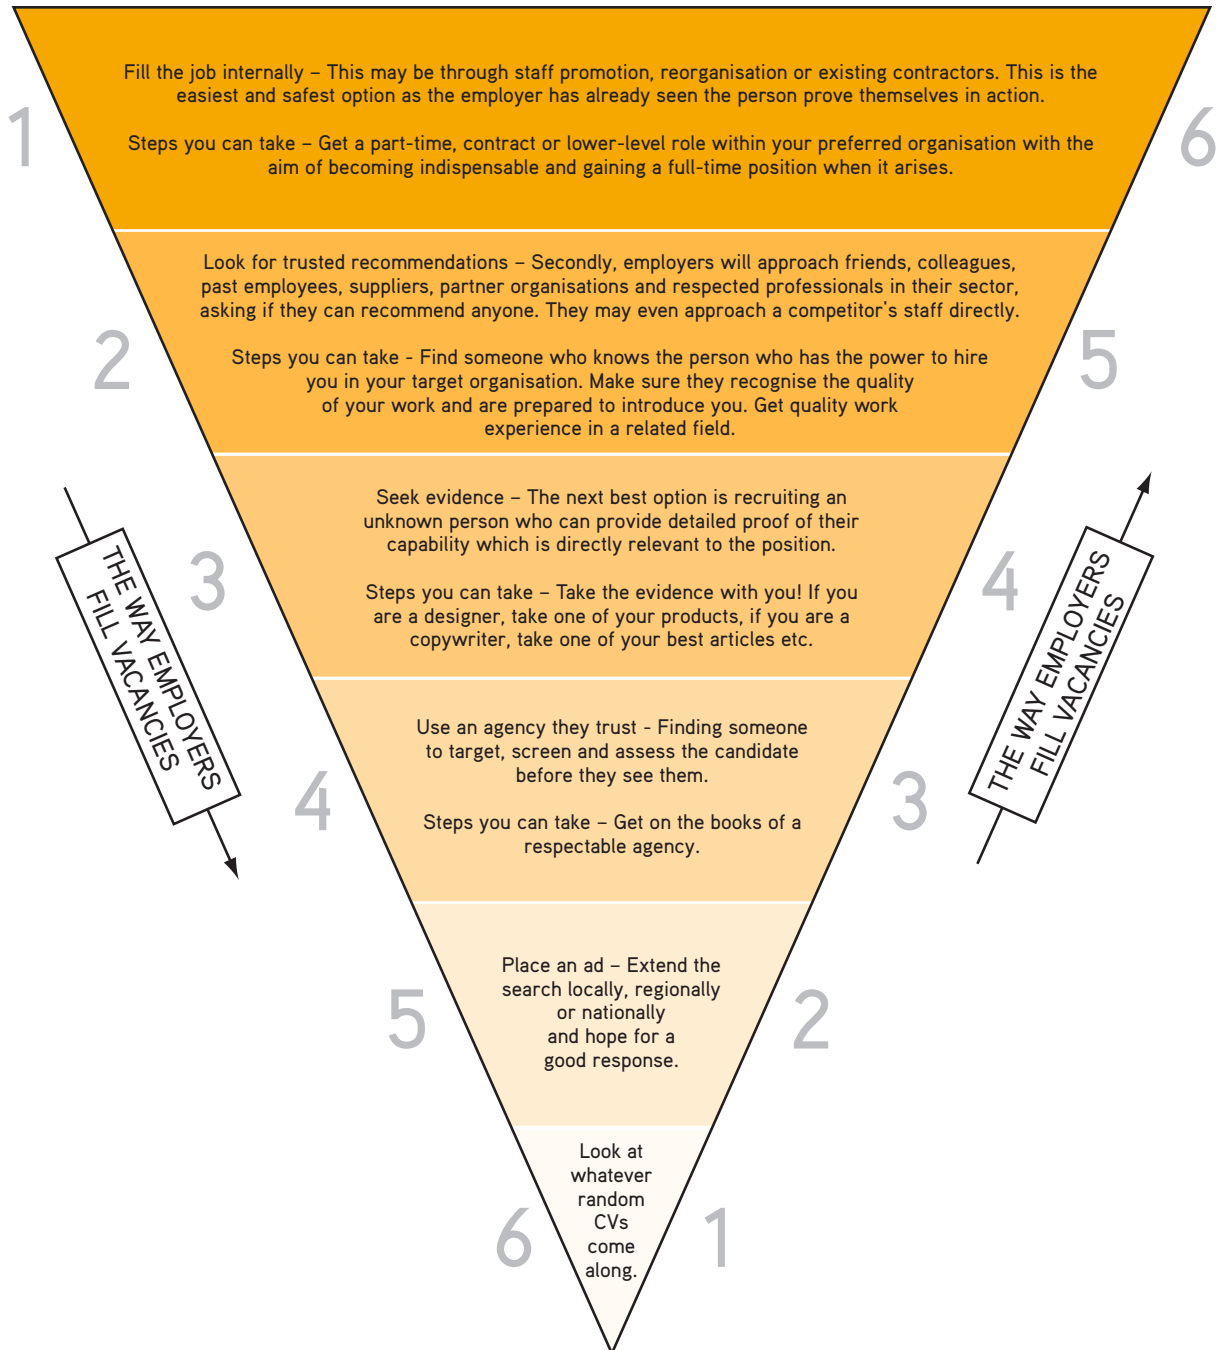 Fill the job internally – This may be through staff promotion, reorganisation or existing contractors. This is the
easiest and safest option as the employer has already seen the person prove themselves in action.
Steps you can take – Get a part-time, contract or lower-level role within your preferred organisation with the
aim of becoming indispensable and gaining a full-time position when it arises.
1
6
Look for trusted recommendations – Secondly, employers will approach friends, colleagues,
past employees, suppliers, partner organisations and respected professionals in their sector,
asking if they can recommend anyone. They may even approach a competitor's staff directly.
Steps you can take - Find someone who knows the person who has the power to hire
you in your target organisation. Make sure they recognise the quality
of your work and are prepared to introduce you. Get quality work
experience in a related field.
2
5
Seek evidence – The next best option is recruiting an
unknown person who can provide detailed proof of their
capability which is directly relevant to the position.
Steps you can take – Take the evidence with you! If you
are a designer, take one of your products, if you are a
copywriter, take one of your best articles etc.
3
4
THE WAY EMPLOYERS
FILL VACANCIES
THE WAY EMPLOYERS
FILL VACANCIES
Use an agency they trust - Finding someone
to target, screen and assess the candidate
before they see them.
Steps you can take – Get on the books of a
respectable agency.
4
3
Place an ad – Extend the
search locally, regionally
or nationally
and hope for a
good response.
5
2
Look at
whatever
random
CVs
come
along.
6
1